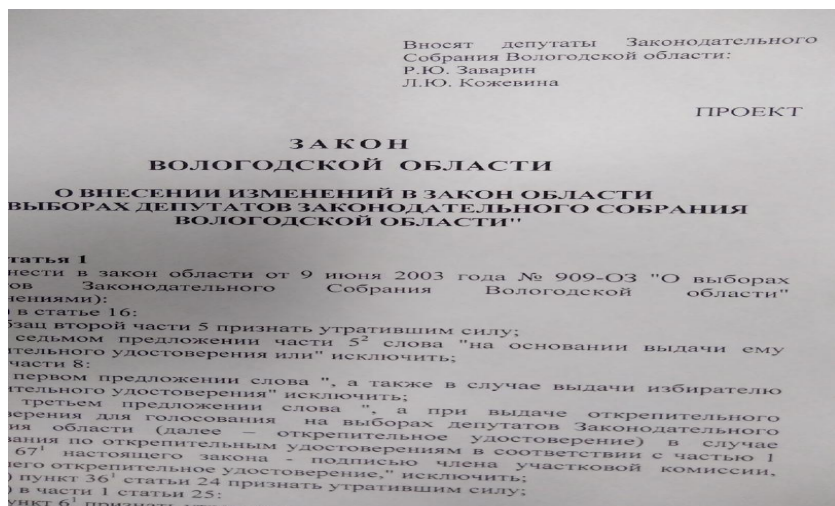 Вносят депутаты Законодательного
Собрания Вологодской области:
Р.Ю. Заварин
Л.Ю. Кожевина
ПРОЕКТ
ЗАКОН
ВОЛОГОДСКОЙ ОБЛАСТИ
О ВНЕСЕНИИ ИЗМЕНЕНИЙ В ЗАКОН ОБЛАСТИ
ВЫБОРАХ ДЕПУТАТОВ ЗАКОНОДАТЕЛЬНОГО СОБРАНИЯ
ВОЛОГОДСКОЙ ОБЛАСТИ"
татья 1
нести в закон области от 9 июня 2003 года № 909-ОЗ "О выборах
ов Законодательного Собрания Вологодской области"
нениями):
) в статье 16:
бзац второй части 5 признать утратившим силу;
седьмом предложении части 5² слова "на основании выдачи ему
ительного удостоверения или" исключить;
части 8:
первом предложении слова ", а также в случае выдачи избирателю
ительного удостоверения" исключить;
третьем предложении слова ", а при выдаче открепительного
верения для голосования на выборах депутатов Законодательного
ия области (далее – открепительное удостоверение) в случае
вания по открепительным удостоверениям в соответствии с частью 1
67¹ настоящего закона - подписью члена участковой комиссии,
его открепительное удостоверение," исключить;
) пункт 36¹ статьи 24 признать утратившим силу;
) в части 1 статьи 25:
ункт 6¹ признать